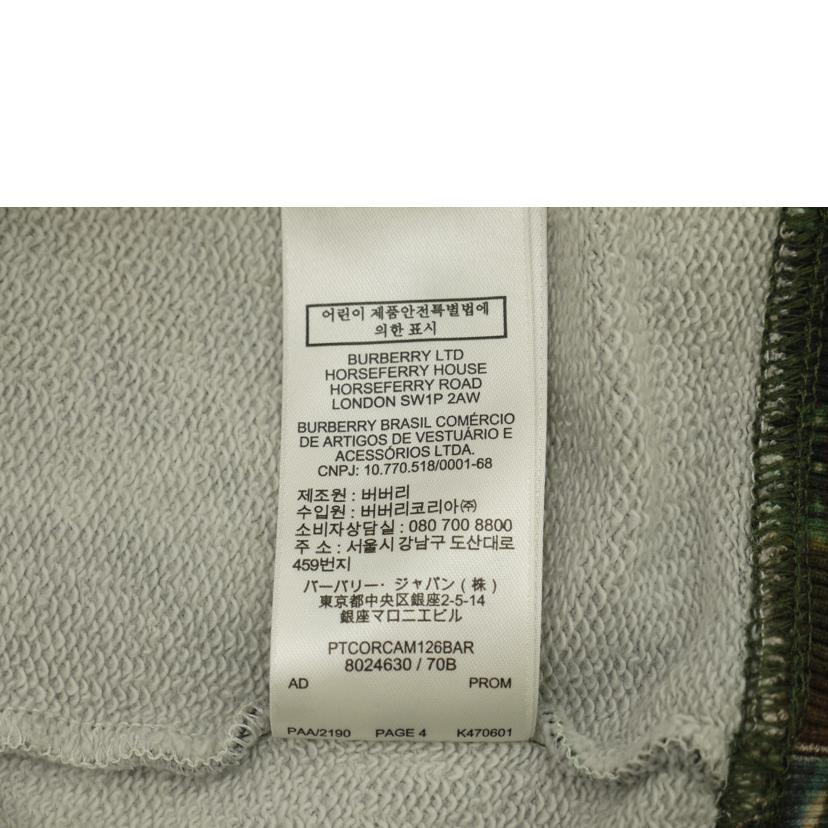 어린이 제품안전특별법에
의한 표시
BURBERRY LTD
HORSEFERRY HOUSE
HORSEFERRY ROAD
LONDON SW1P 2AW
BURBERRY BRASIL COMÉRCIO
DE ARTIGOS DE VESTUÁRIO E
ACESSÓRIOS LTDA.
CNPJ: 10.770.518/0001-68
제조원 : 버버리
수입원 : 버버리코리아㈜
소비자상담실 : 080 700 8800
주 소 : 서울시 강남구 도산대로
459번지
バーバリー・ジャパン ( 株 )
東京都中央区銀座2-5-14
銀座マロニエビル
PTCORCAM126BAR
8024630 / 70B
AD PROM
PAA/2190 PAGE 4 K470601